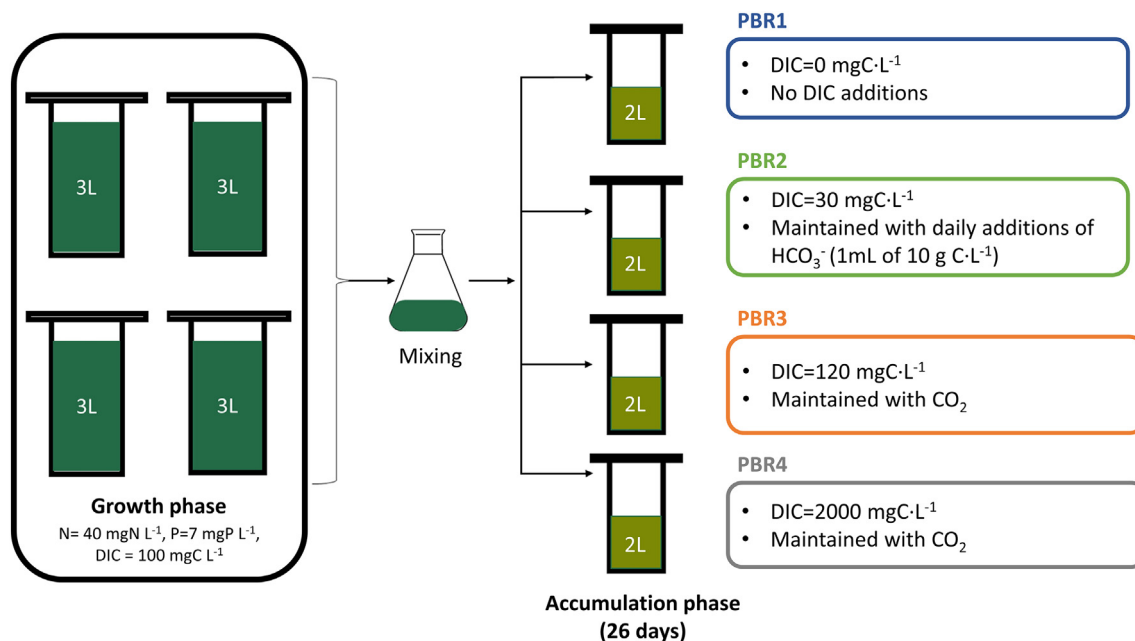 3L
3L
3L
3L
Growth phase
N= 40 mgN L⁻¹, P=7 mgP L⁻¹,
DIC = 100 mgC L⁻¹
Mixing
2L
2L
2L
2L
Accumulation phase
(26 days)
PBR1
• DIC=0 mgC·L⁻¹
• No DIC additions
PBR2
• DIC=30 mgC·L⁻¹
• Maintained with daily additions of
HCO₃⁻ (1mL of 10 g C·L⁻¹)
PBR3
• DIC=120 mgC·L⁻¹
• Maintained with CO₂
PBR4
• DIC=2000 mgC·L⁻¹
• Maintained with CO₂